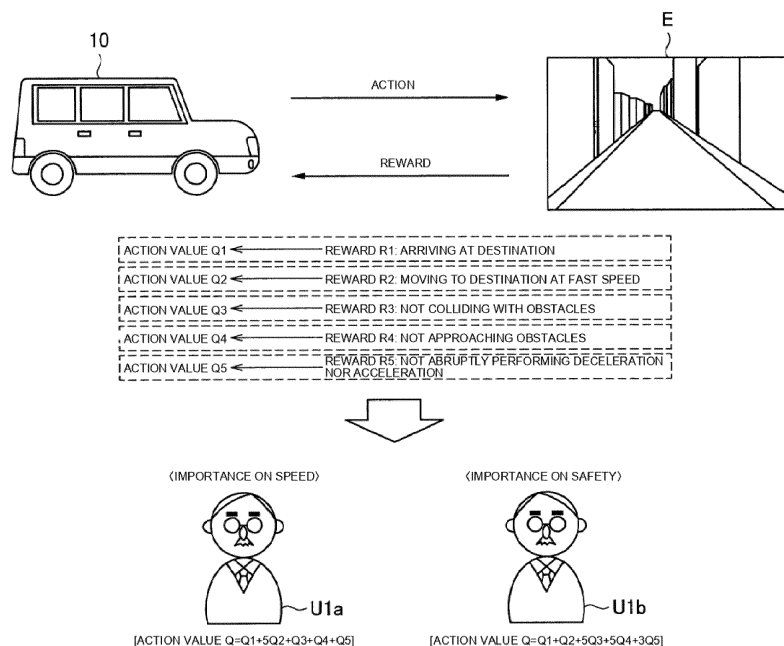 10
E
ACTION
REWARD
ACTION VALUE Q1 REWARD R1: ARRIVING AT DESTINATION
ACTION VALUE Q2 REWARD R2: MOVING TO DESTINATION AT FAST SPEED
ACTION VALUE Q3 REWARD R3: NOT COLLIDING WITH OBSTACLES
ACTION VALUE Q4 REWARD R4: NOT APPROACHING OBSTACLES
ACTION VALUE Q5 REWARD R5: NOT ABRUPTLY PERFORMING DECELERATION
NOR ACCELERATION
〈IMPORTANCE ON SPEED〉
〈IMPORTANCE ON SAFETY〉
U1a
U1b
[ACTION VALUE Q=Q1+5Q2+Q3+Q4+Q5]
[ACTION VALUE Q=Q1+Q2+5Q3+5Q4+3Q5]